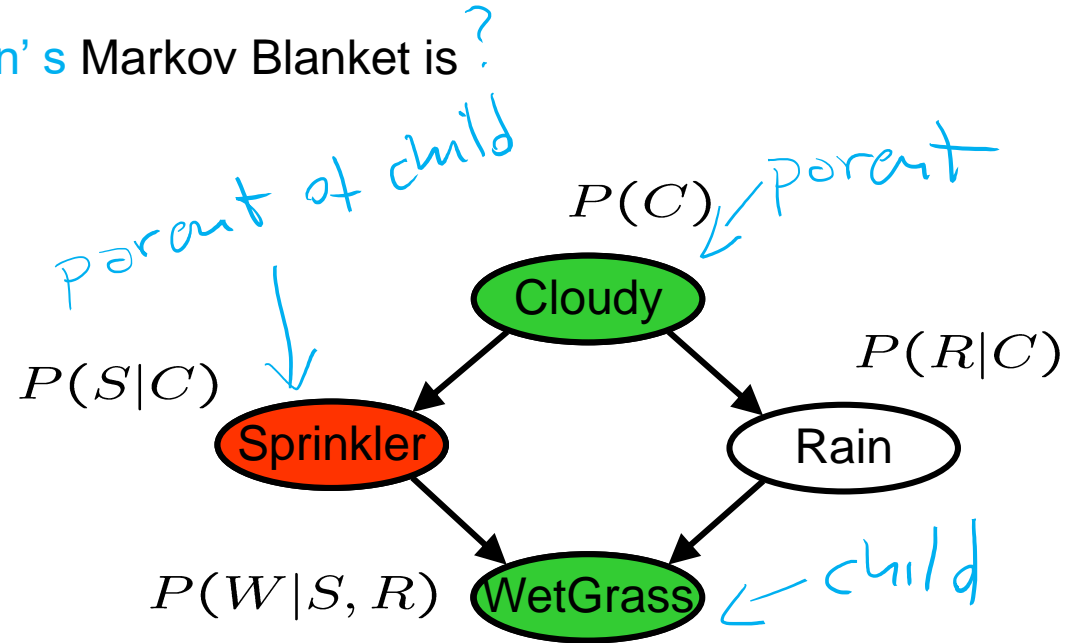 n’s Markov Blanket is ?
parent of child
P(C)
parent
Cloudy
P(S|C)
P(R|C)
Sprinkler
Rain
P(W|S, R)
WetGrass
child